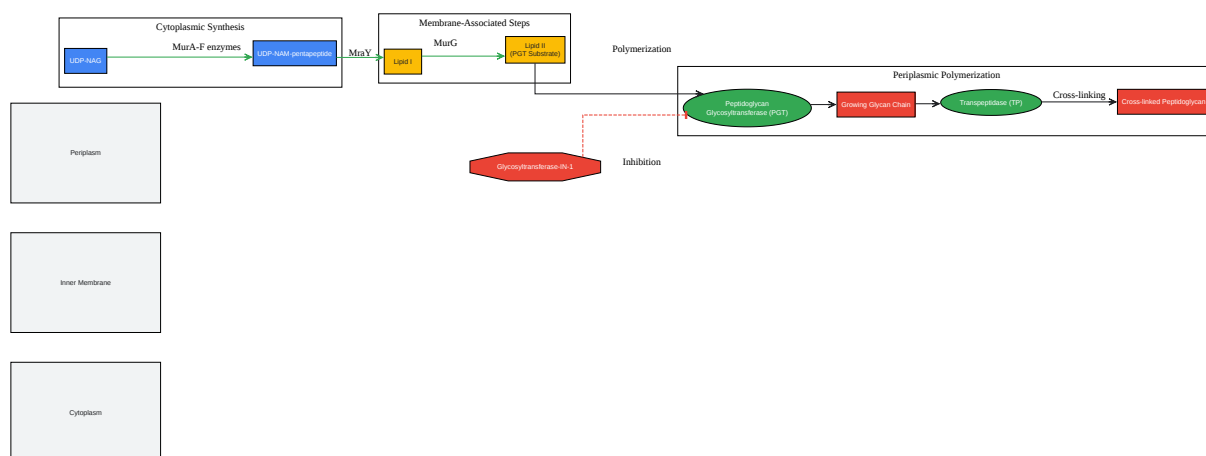 Cytoplasmic Synthesis
UDP-NAG
MurA-F enzymes
UDP-NAM-pentapeptide
MraY
Membrane-Associated Steps
Lipid I
MurG
Lipid II
(PGT Substrate)
Polymerization
Periplasmic Polymerization
Peptidoglycan
Glycosyltransferase (PGT)
Growing Glycan Chain
Transpeptidase (TP)
Cross-linking
Cross-linked Peptidoglycan
Glycosyltransferase-IN-1
Inhibition
Periplasm
Inner Membrane
Cytoplasm